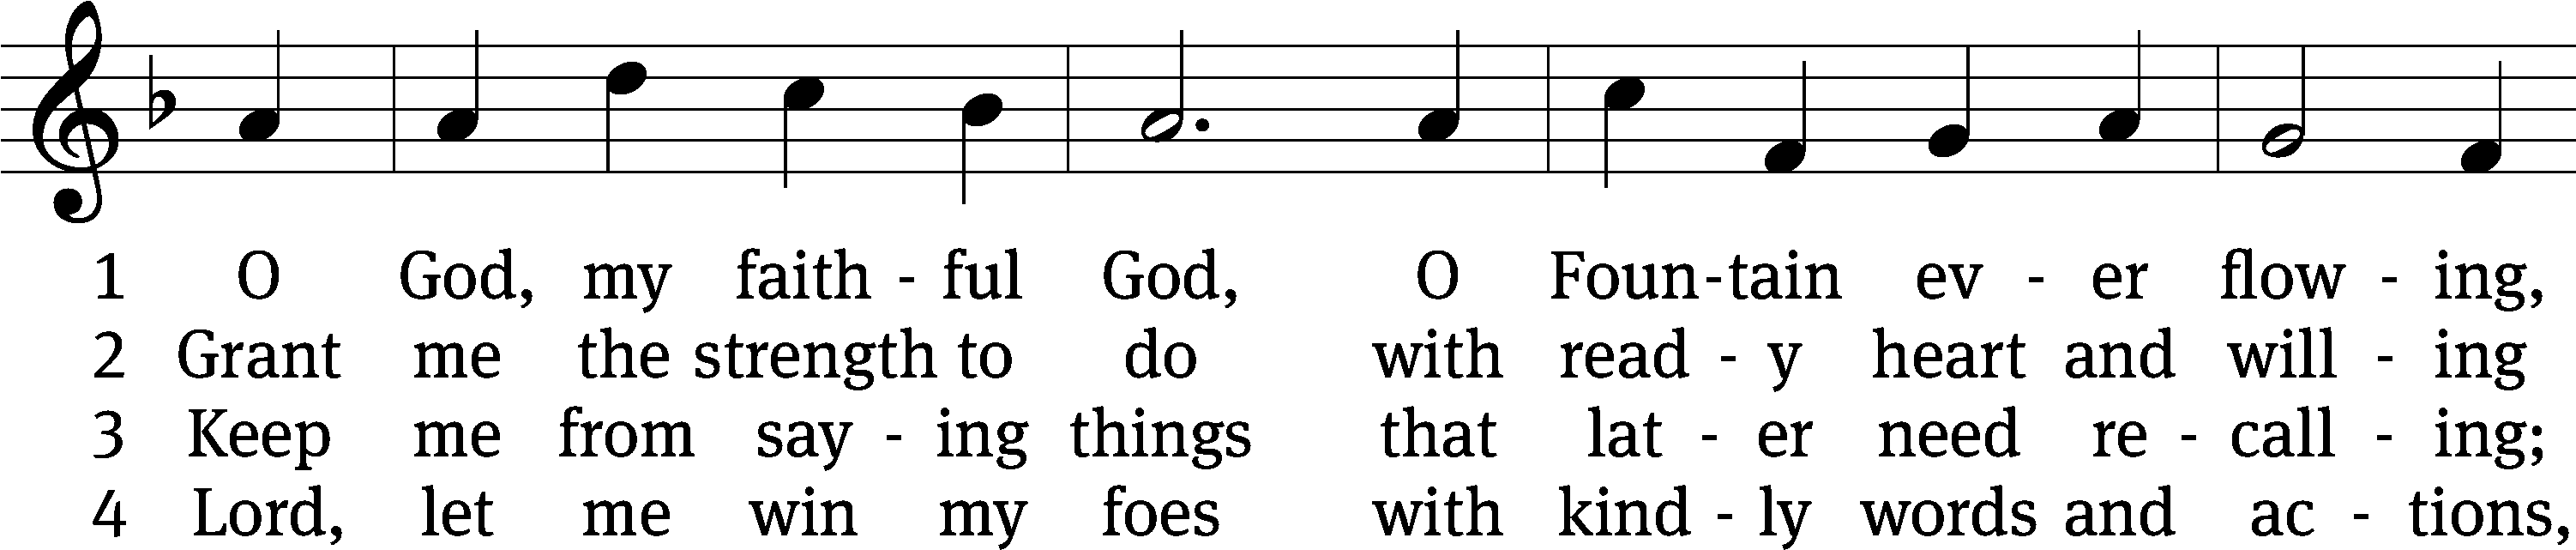 1 O God, my faith - ful God, O Foun - tain ev - er flow - ing,
2 Grant me the strength to do with read - y heart and will - ing
3 Keep me from say - ing things that lat - er need re - call - ing;
4 Lord, let me win my foes with kind - ly words and ac - tions,